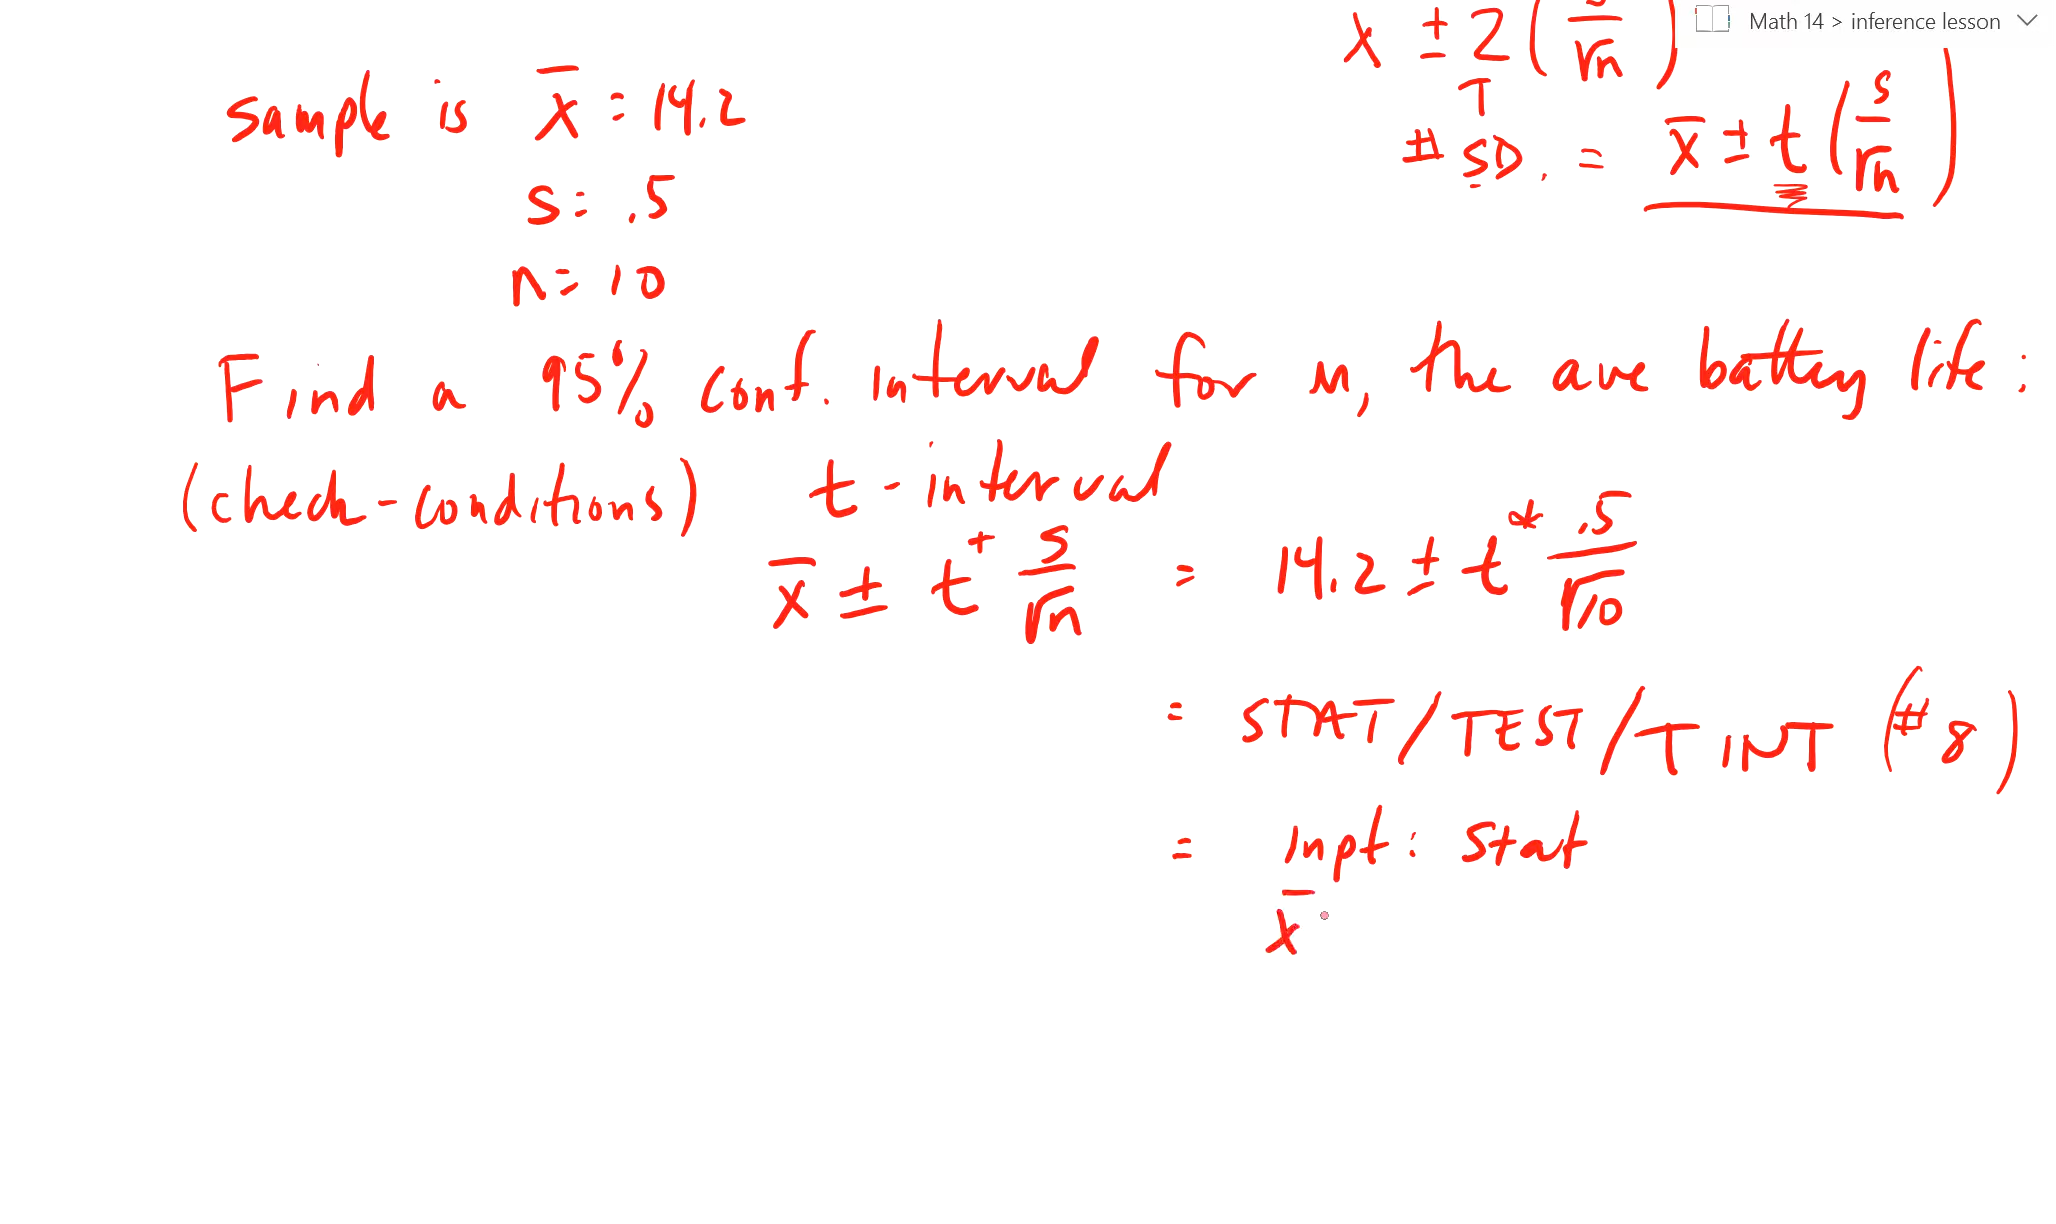 Math 14 > inference lesson
x ± 2(s/√n)
sample is x̄ = 14.2
# SD. = x̄ ± t(s/√n)
s = .5
n = 10
Find a 95% conf. interval for μ, the ave battery life:
(check-conditions) t-interval
x̄ ± t* s/√n = 14.2 ± t* .5/√10
= STAT/TEST/T INT (#8)
= inpt: Stat
x̄